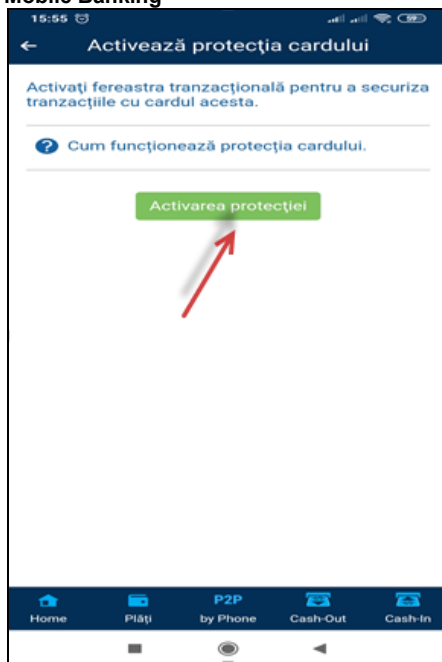 Mobile Banking
15:55
Activează protecția cardului
Activați fereastra tranzacțională pentru a securiza
tranzacțiile cu cardul acesta.
Cum funcționează protecția cardului.
Activarea protecției
Home
Plăți
P2P
by Phone
Cash-Out
Cash-In